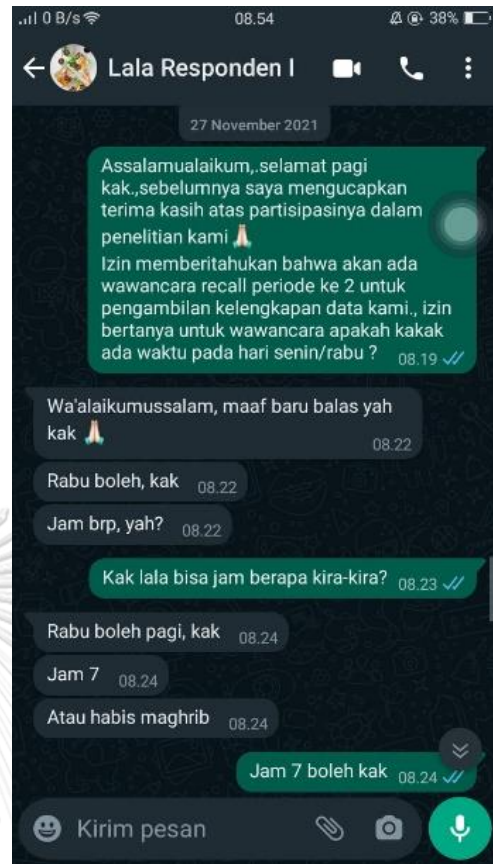 0 B/s
08.54
38%
Lala Responden I
27 November 2021
Assalamualaikum,.selamat pagi
kak.,sebelumnya saya mengucapkan
terima kasih atas partisipasinya dalam
penelitian kami 🙏🏻
Izin memberitahukan bahwa akan ada
wawancara recall periode ke 2 untuk
pengambilan kelengkapan data kami., izin
bertanya untuk wawancara apakah kakak
ada waktu pada hari senin/rabu ? 08.19
Wa'alaikumussalam, maaf baru balas yah
kak 🙏🏻
08.22
Rabu boleh, kak 08.22
Jam brp, yah? 08.22
Kak lala bisa jam berapa kira-kira? 08.23
Rabu boleh pagi, kak 08.24
Jam 7 08.24
Atau habis maghrib 08.24
Jam 7 boleh kak 08.24
Kirim pesan